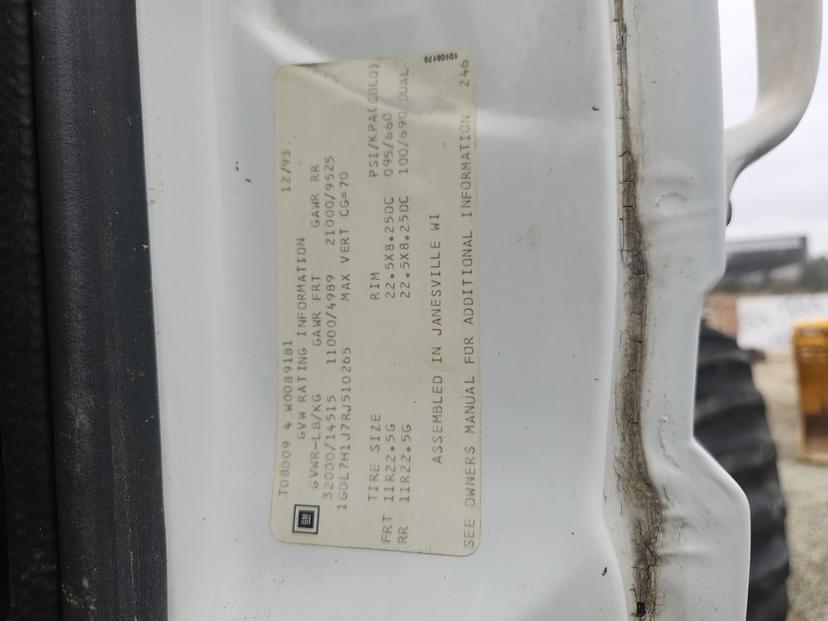 T08009 4 W0089181 12/93
GVW RATING INFORMATION
GM
GVWR-LB/KG GAWR FRT GAWR RR
32000/14515 11000/4989 21000/9525
1GDL7H1J7RJ510265 MAX VERT CG=70
TIRE SIZE RIM PSI/KPA(COLD)
FRT 11R22.5G 22.5X8.25DC 095/660
RR 11R22.5G 22.5X8.25DC 100/690 DUAL
ASSEMBLED IN JANESVILLE WI
SEE OWNERS MANUAL FOR ADDITIONAL INFORMATION 246
10108176